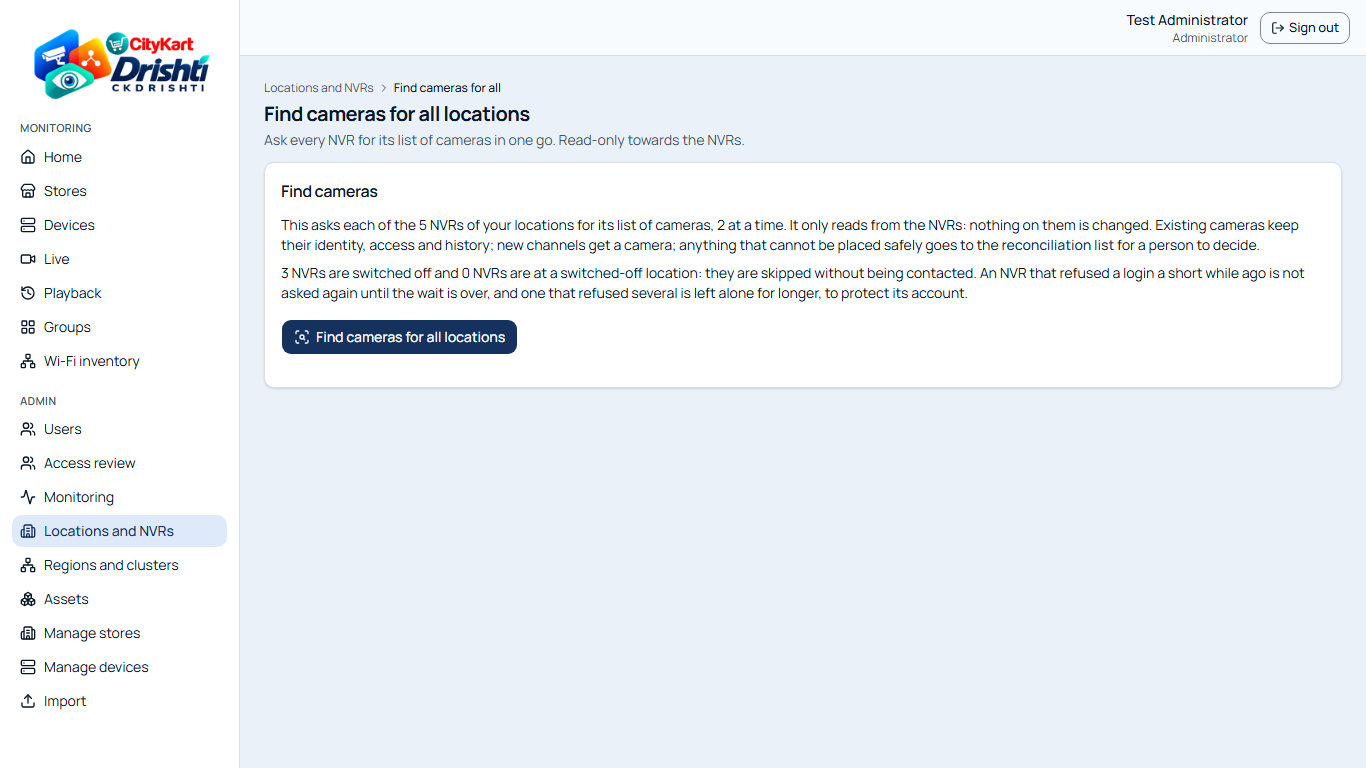 CityKart
Drishti
CKDRISHTI
MONITORING
Home
Stores
Devices
Live
Playback
Groups
Wi-Fi inventory
ADMIN
Users
Access review
Monitoring
Locations and NVRs
Regions and clusters
Assets
Manage stores
Manage devices
Import
Test Administrator
Administrator
Sign out
Locations and NVRs > Find cameras for all
Find cameras for all locations
Ask every NVR for its list of cameras in one go. Read-only towards the NVRs.
Find cameras
This asks each of the 5 NVRs of your locations for its list of cameras, 2 at a time. It only reads from the NVRs: nothing on them is changed. Existing cameras keep
their identity, access and history; new channels get a camera; anything that cannot be placed safely goes to the reconciliation list for a person to decide.
3 NVRs are switched off and 0 NVRs are at a switched-off location: they are skipped without being contacted. An NVR that refused a login a short while ago is not
asked again until the wait is over, and one that refused several is left alone for longer, to protect its account.
Find cameras for all locations